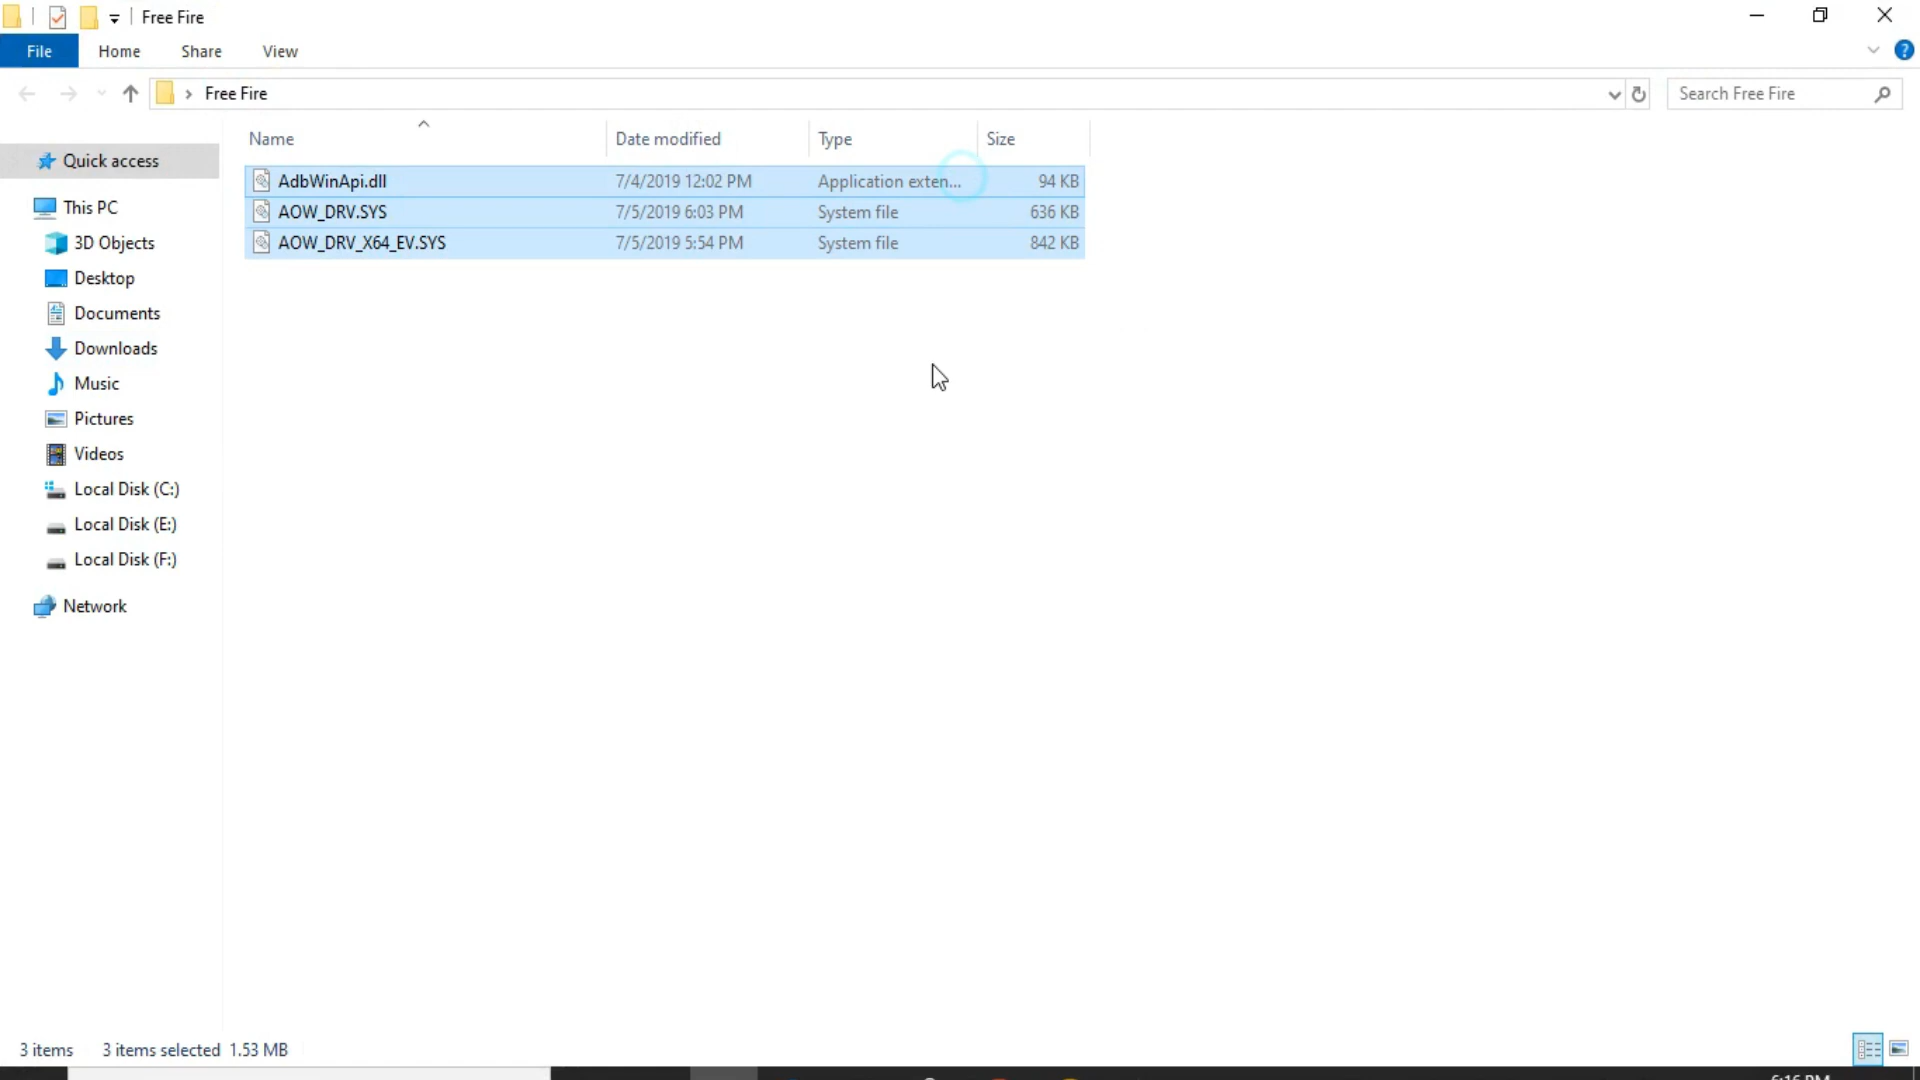 Free Fire
File Home Share View ?
Free Fire
Search Free Fire
Name Date modified Type Size
Quick access
This PC
3D Objects
Desktop
Documents
Downloads
Music
Pictures
Videos
Local Disk (C:)
Local Disk (E:)
Local Disk (F:)
Network
AdbWinApi.dll 7/4/2019 12:02 PM Application exten... 94 KB
AOW_DRV.SYS 7/5/2019 6:03 PM System file 636 KB
AOW_DRV_X64_EV.SYS 7/5/2019 5:54 PM System file 842 KB
3 items 3 items selected 1.53 MB